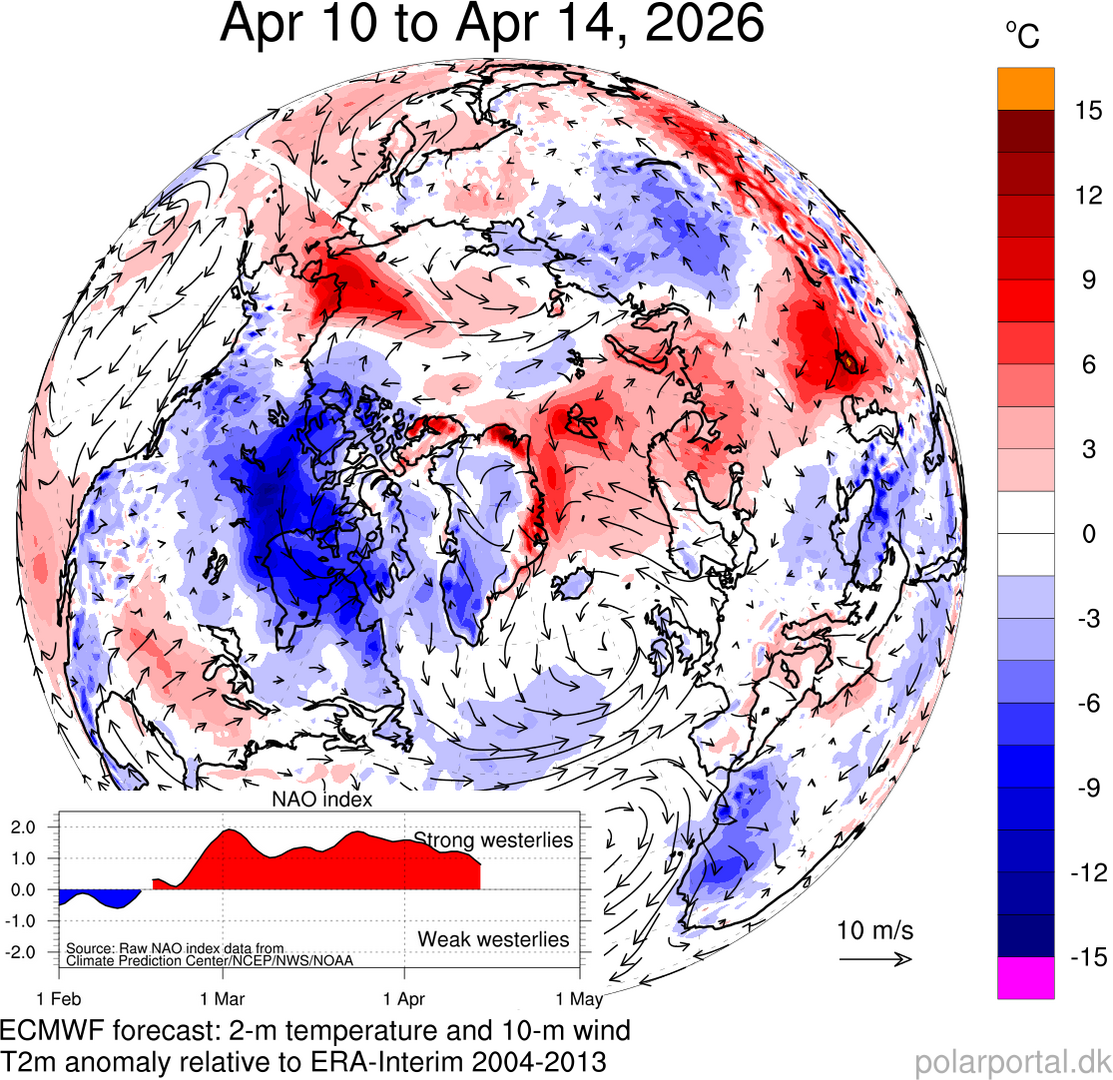 Apr 10 to Apr 14, 2026
oC
15
12
9
6
3
0
-3
-6
-9
-12
-15
NAO index
2.0
1.0
0.0
-1.0
-2.0
Strong westerlies
Weak westerlies
Source: Raw NAO index data from
Climate Prediction Center/NCEP/NWS/NOAA
1 Feb
1 Mar
1 Apr
1 May
10 m/s
ECMWF forecast: 2-m temperature and 10-m wind
T2m anomaly relative to ERA-Interim 2004-2013
polarportal.dk